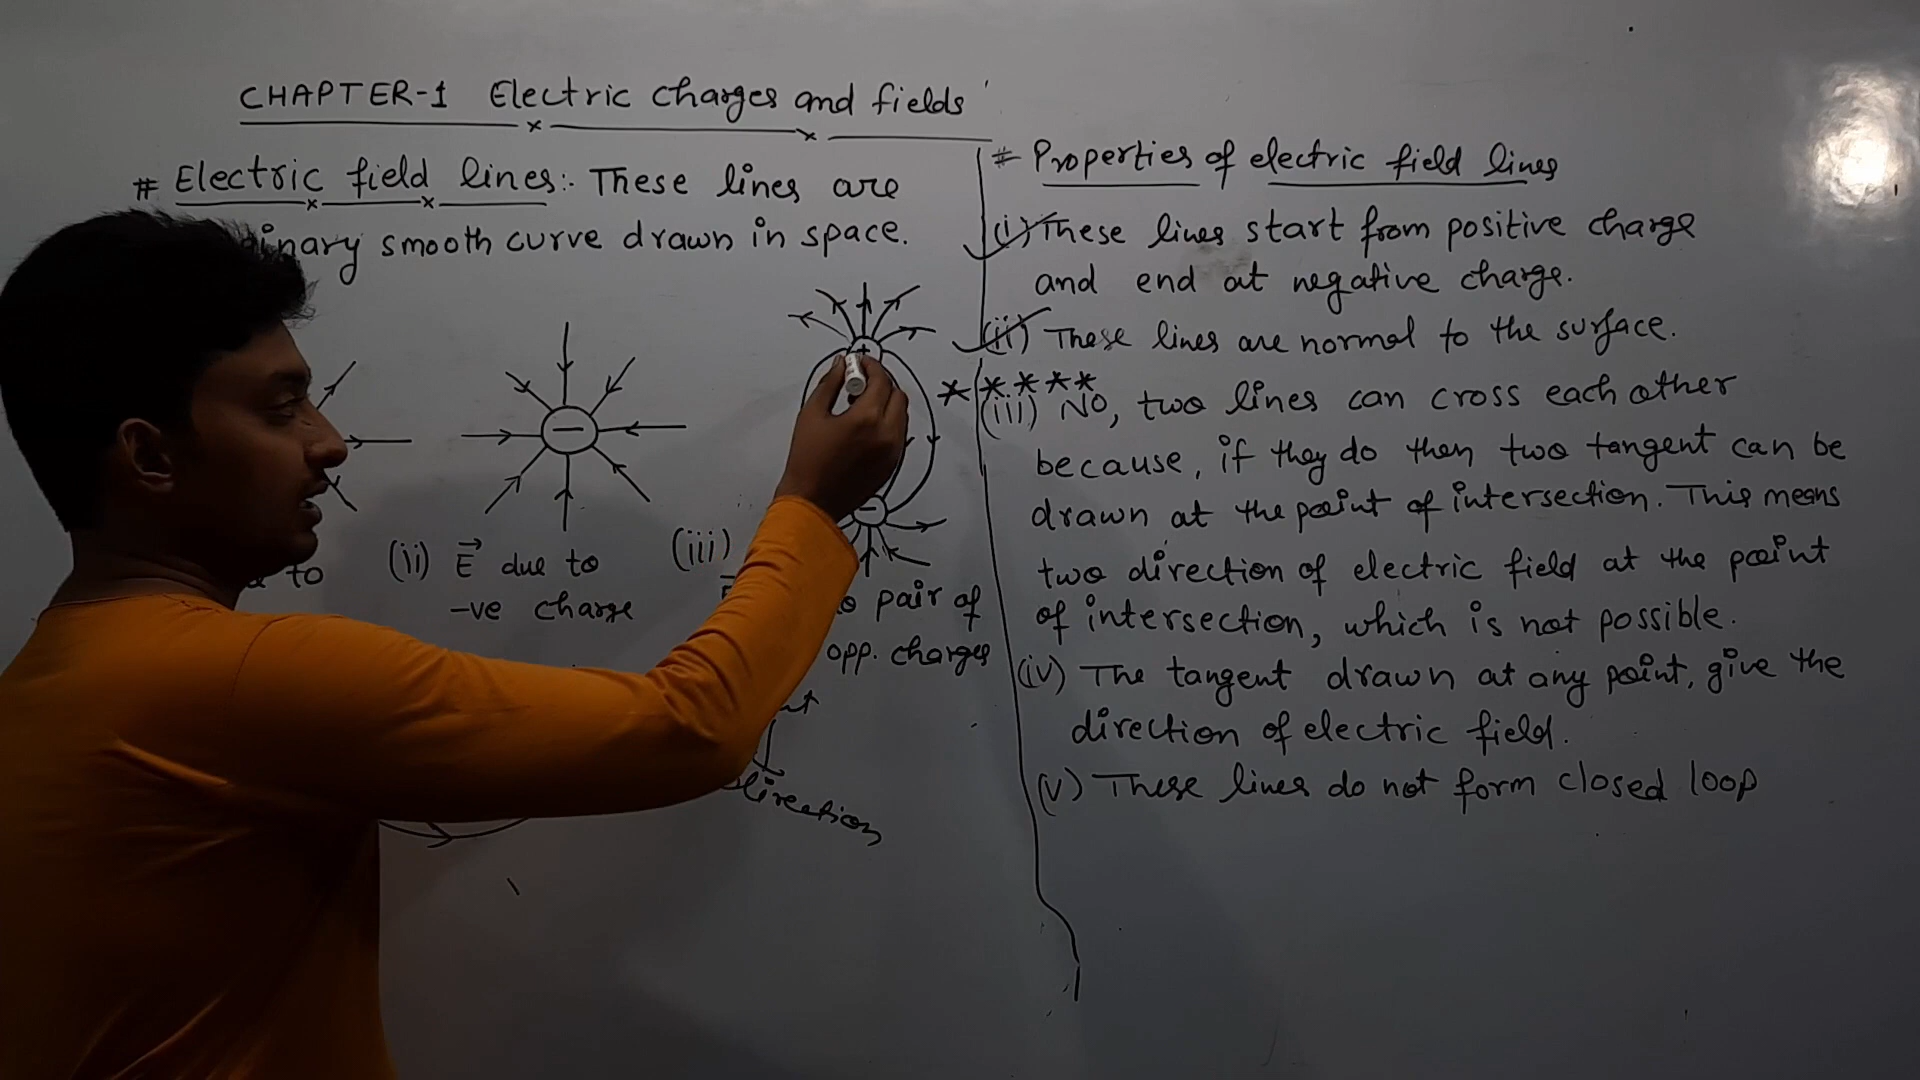 CHAPTER-1 Electric charges and fields
# Electric field lines:- These lines are
smooth curve drawn in space.
+
−
−
to
(ii) E⃗ due to
-ve charge
(iii)
pair of
opp. charges
direction
# Properties of electric field lines
(i) These lines start from positive charge
and end at negative charge.
(ii) These lines are normal to the surface.
*****
(iii) NO, two lines can cross each other
because, if they do then two tangent can be
drawn at the point of intersection. This means
two direction of electric field at the point
of intersection, which is not possible.
(iv) The tangent drawn at any point, give the
direction of electric field.
(v) These lines do not form closed loop